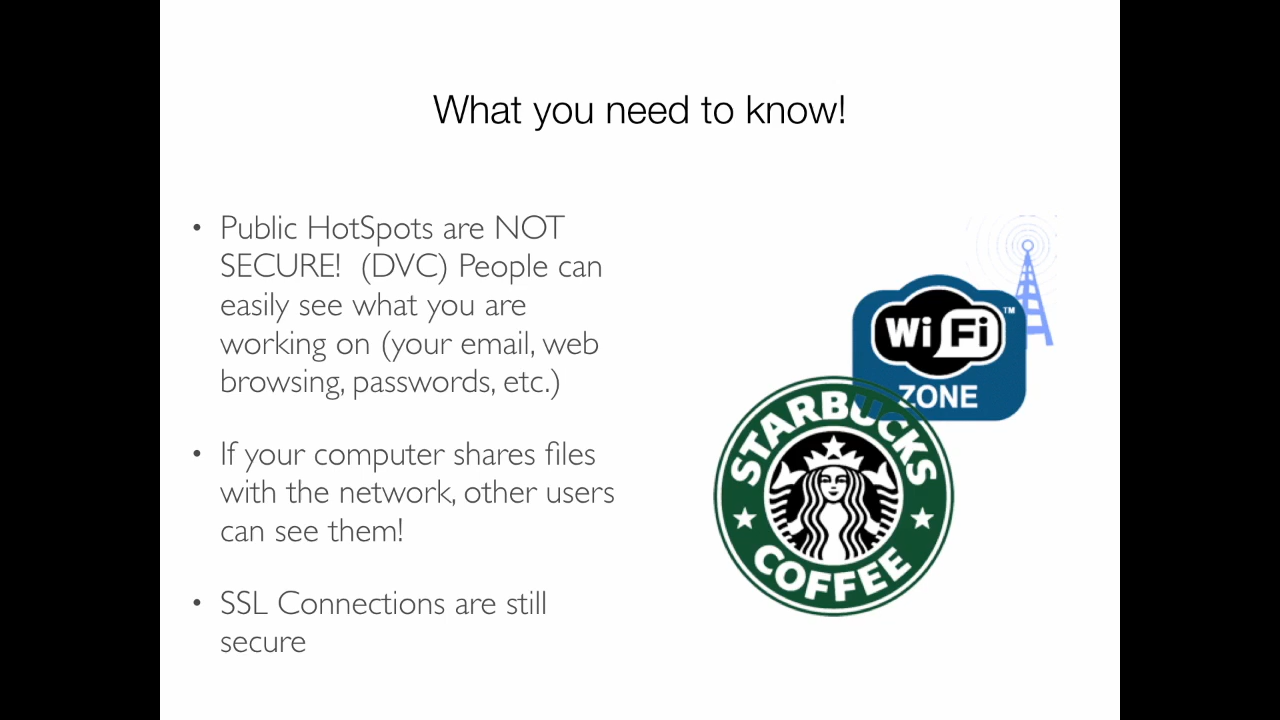 What you need to know!
• Public HotSpots are NOT
SECURE!  (DVC) People can
easily see what you are
working on (your email, web
browsing, passwords, etc.)
• If your computer shares files
with the network, other users
can see them!
• SSL Connections are still
secure
Wi Fi ™
ZONE
STARBUCKS
COFFEE